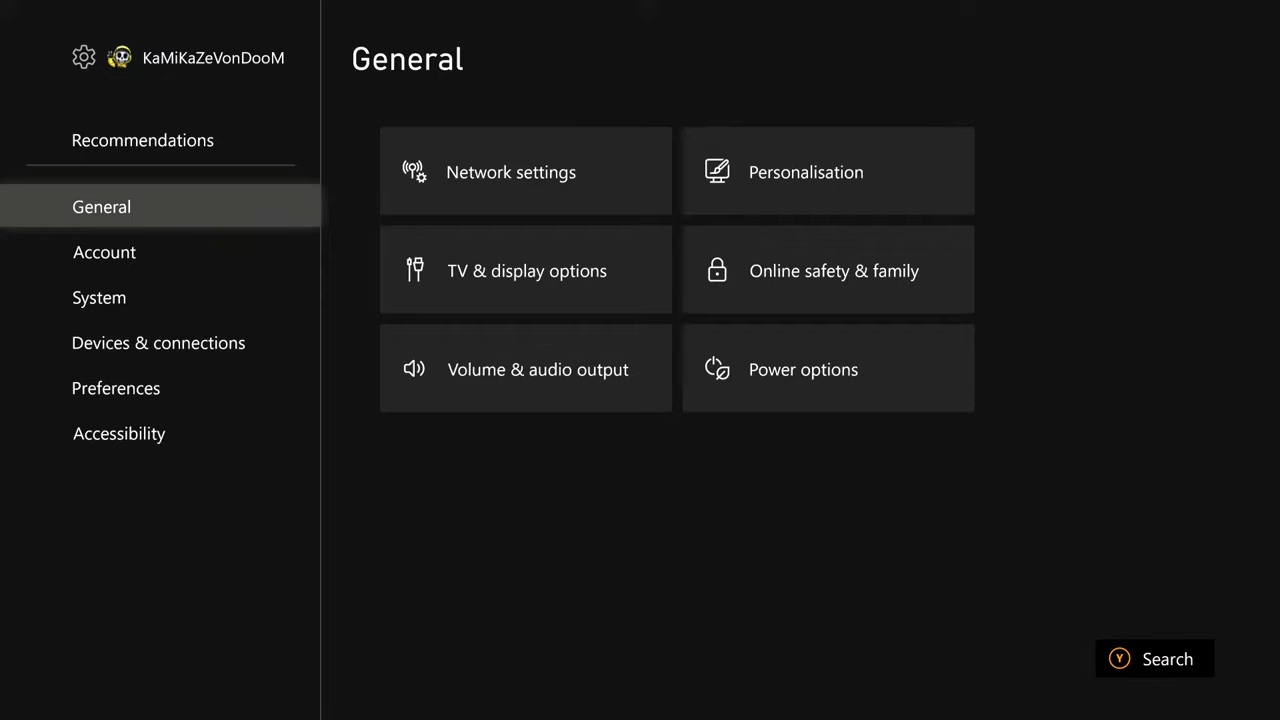 KaMiKaZeVonDooM
Recommendations
General
Account
System
Devices & connections
Preferences
Accessibility
General
Network settings
Personalisation
TV & display options
Online safety & family
Volume & audio output
Power options
Y Search